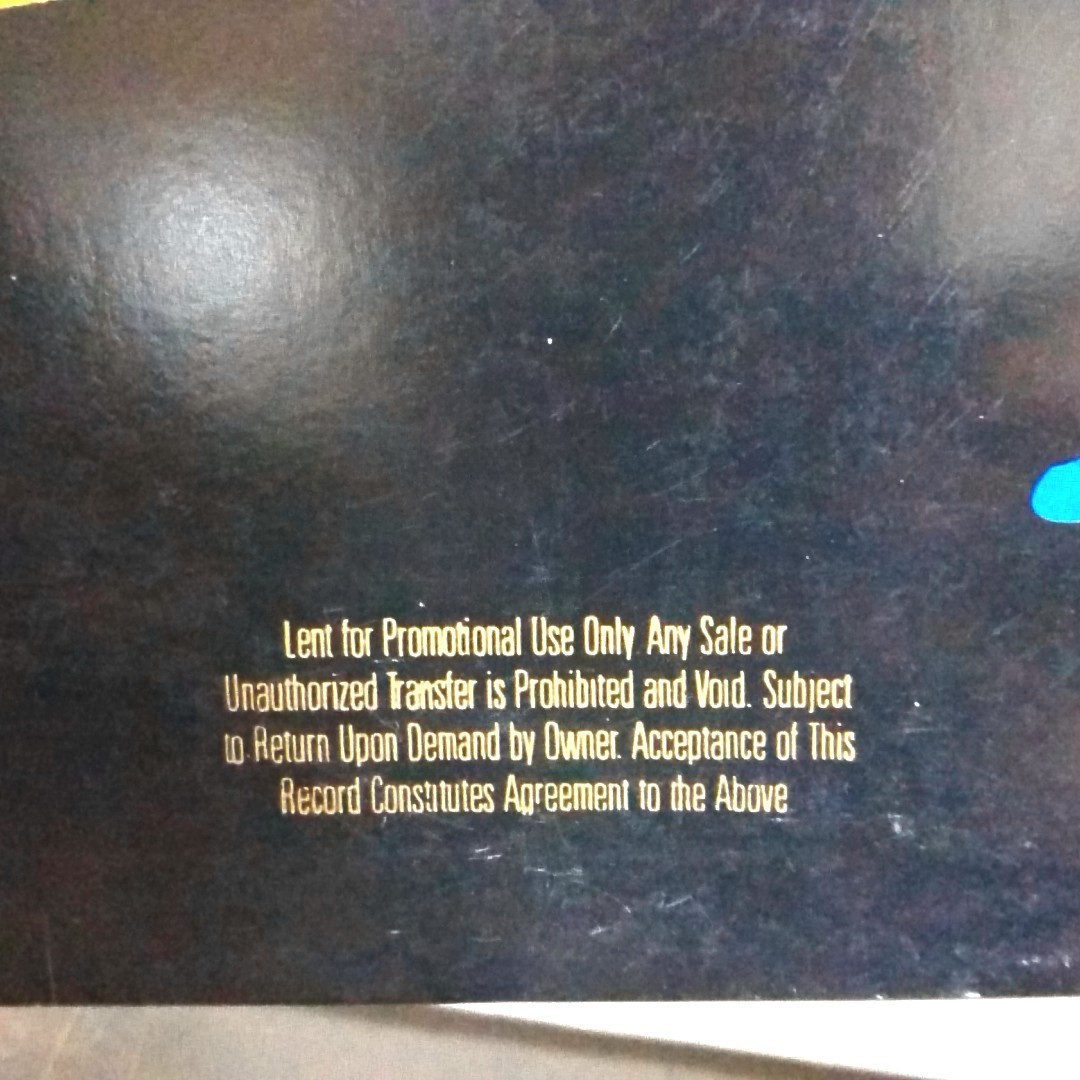 Lent for Promotional Use Only Any Sale or
Unauthorized Transfer is Prohibited and Void. Subject
to Return Upon Demand by Owner. Acceptance of This
Record Constitutes Agreement to the Above